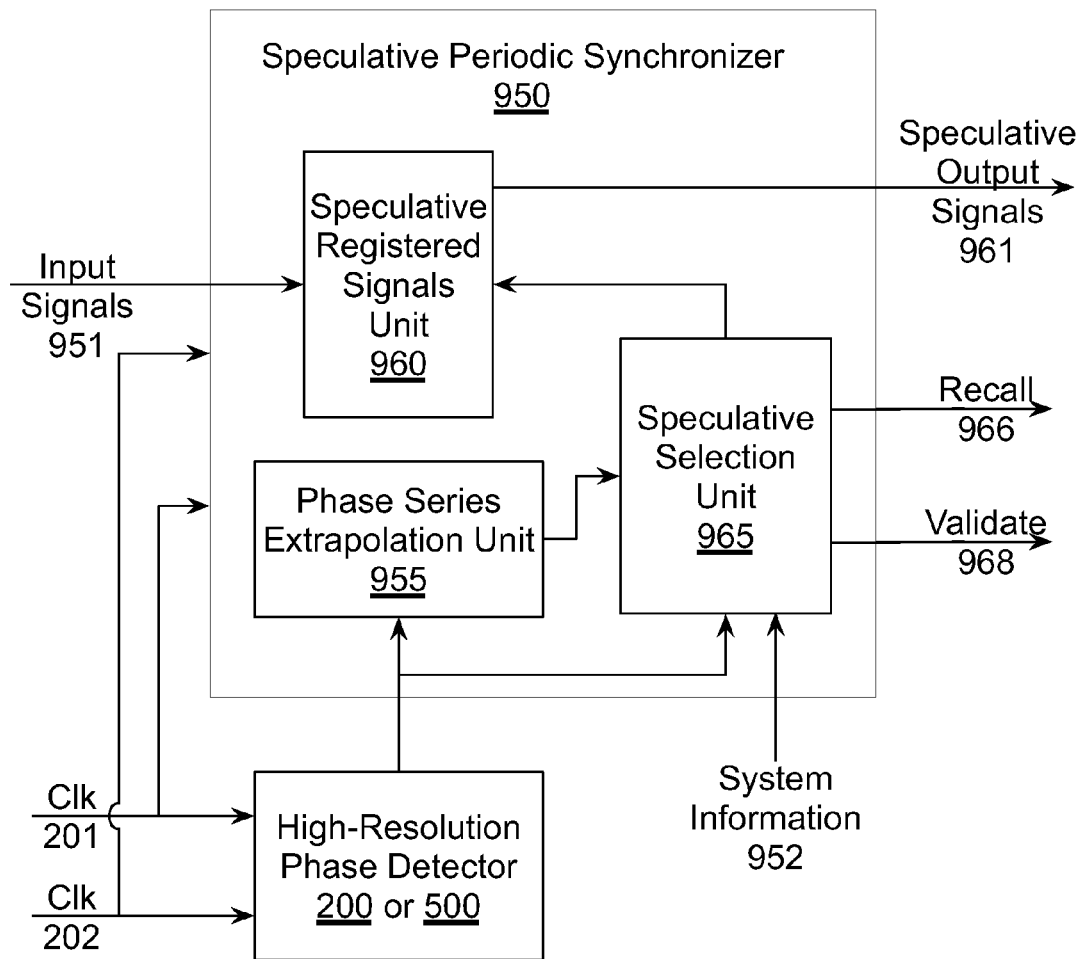 Speculative Periodic Synchronizer
950
Speculative
Output
Signals
961
Speculative
Registered
Signals
Unit
960
Input
Signals
951
Speculative
Selection
Unit
965
Recall
966
Validate
968
Phase Series
Extrapolation Unit
955
Clk
201
Clk
202
High-Resolution
Phase Detector
200 or 500
System
Information
952